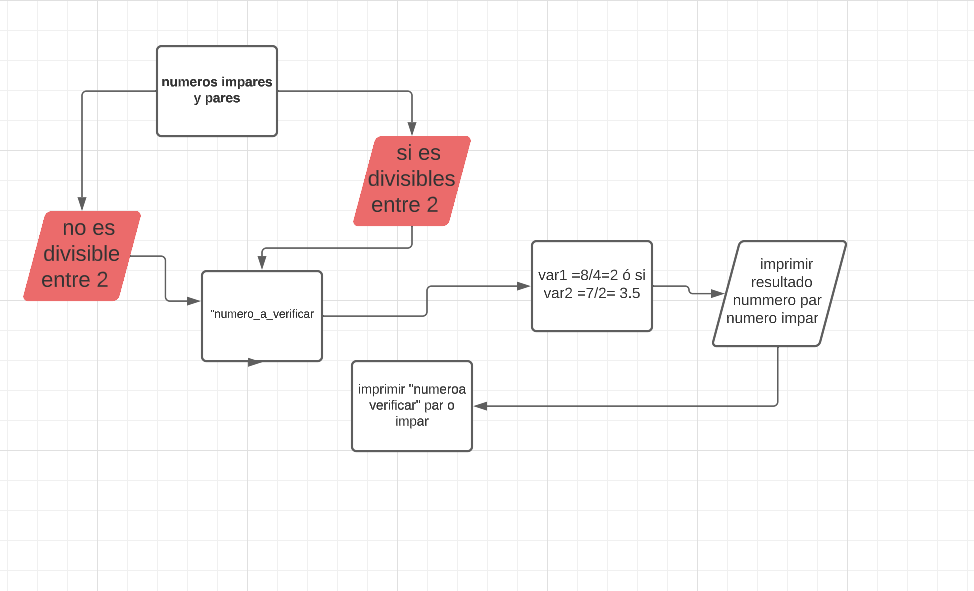 numeros impares
y pares
si es
divisibles
entre 2
no es
divisible
entre 2
"numero_a_verificar
var1 =8/4=2 ó si
var2 =7/2= 3.5
imprimir
resultado
nummero par
numero impar
imprimir "numeroa
verificar" par o
impar